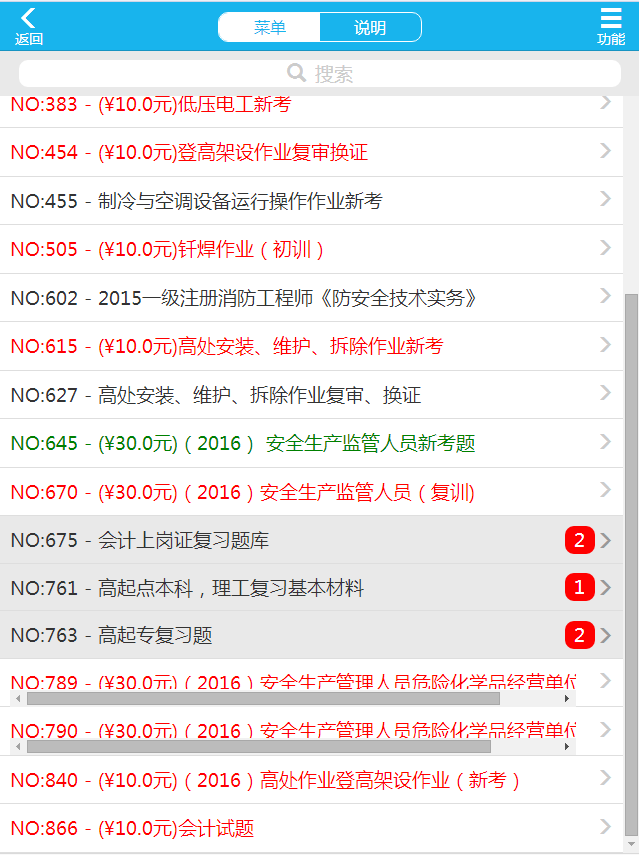 返回
菜单
说明
功能
搜索
NO:383 - (¥10.0元)低压电工新考
NO:454 - (¥10.0元)登高架设作业复审换证
NO:455 - 制冷与空调设备运行操作作业新考
NO:505 - (¥10.0元)钎焊作业（初训）
NO:602 - 2015一级注册消防工程师《防安全技术实务》
NO:615 - (¥10.0元)高处安装、维护、拆除作业新考
NO:627 - 高处安装、维护、拆除作业复审、换证
NO:645 - (¥30.0元)（2016） 安全生产监管人员新考题
NO:670 - (¥30.0元)（2016）安全生产监管人员（复训)
NO:675 - 会计上岗证复习题库 2
NO:761 - 高起点本科，理工复习基本材料 1
NO:763 - 高起专复习题 2
NO:789 - (¥30.0元)（2016）安全生产管理人员危险化学品经营单位
NO:790 - (¥30.0元)（2016）安全生产管理人员危险化学品经营单位
NO:840 - (¥10.0元)（2016）高处作业登高架设作业（新考）
NO:866 - (¥10.0元)会计试题